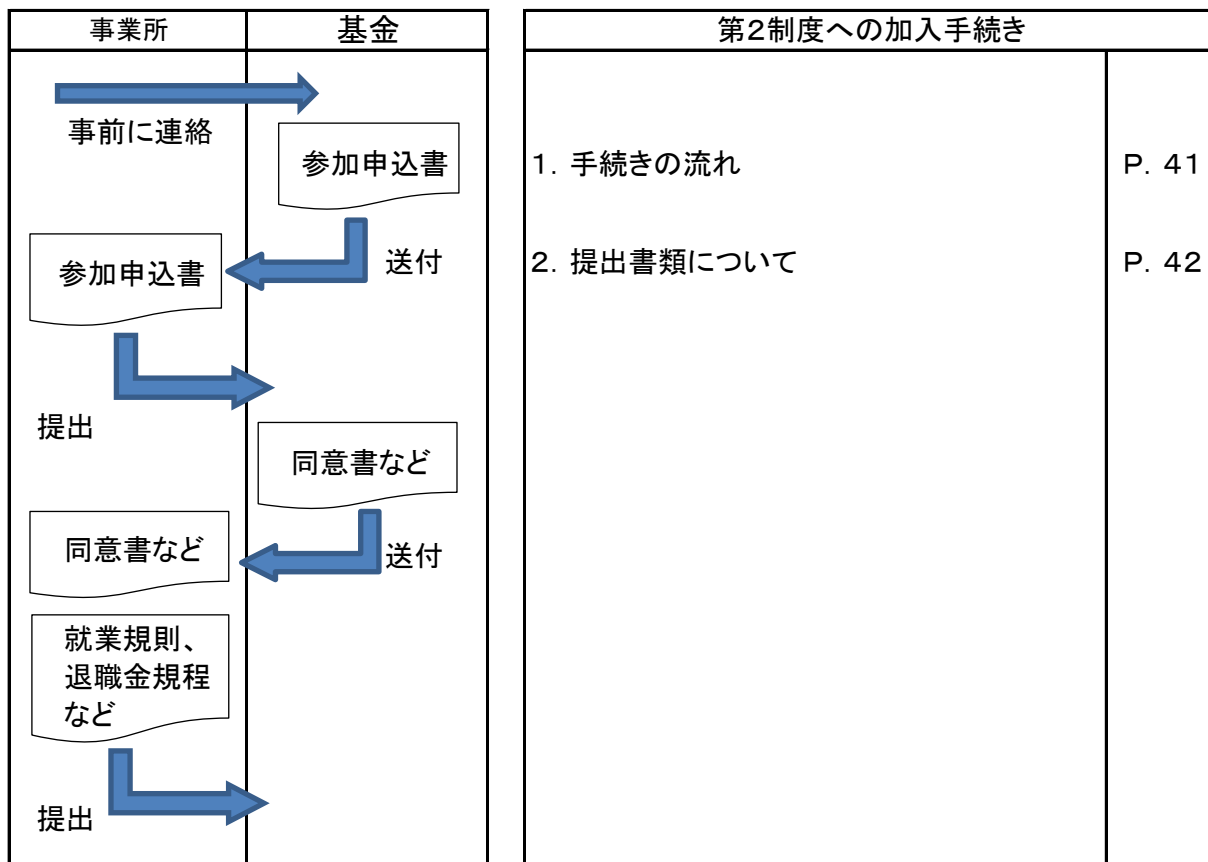 事業所
基金
事前に連絡
参加申込書
送付
参加申込書
提出
同意書など
送付
同意書など
就業規則、
退職金規程
など
提出
第2制度への加入手続き
1. 手続きの流れ P. 41
2. 提出書類について P. 42